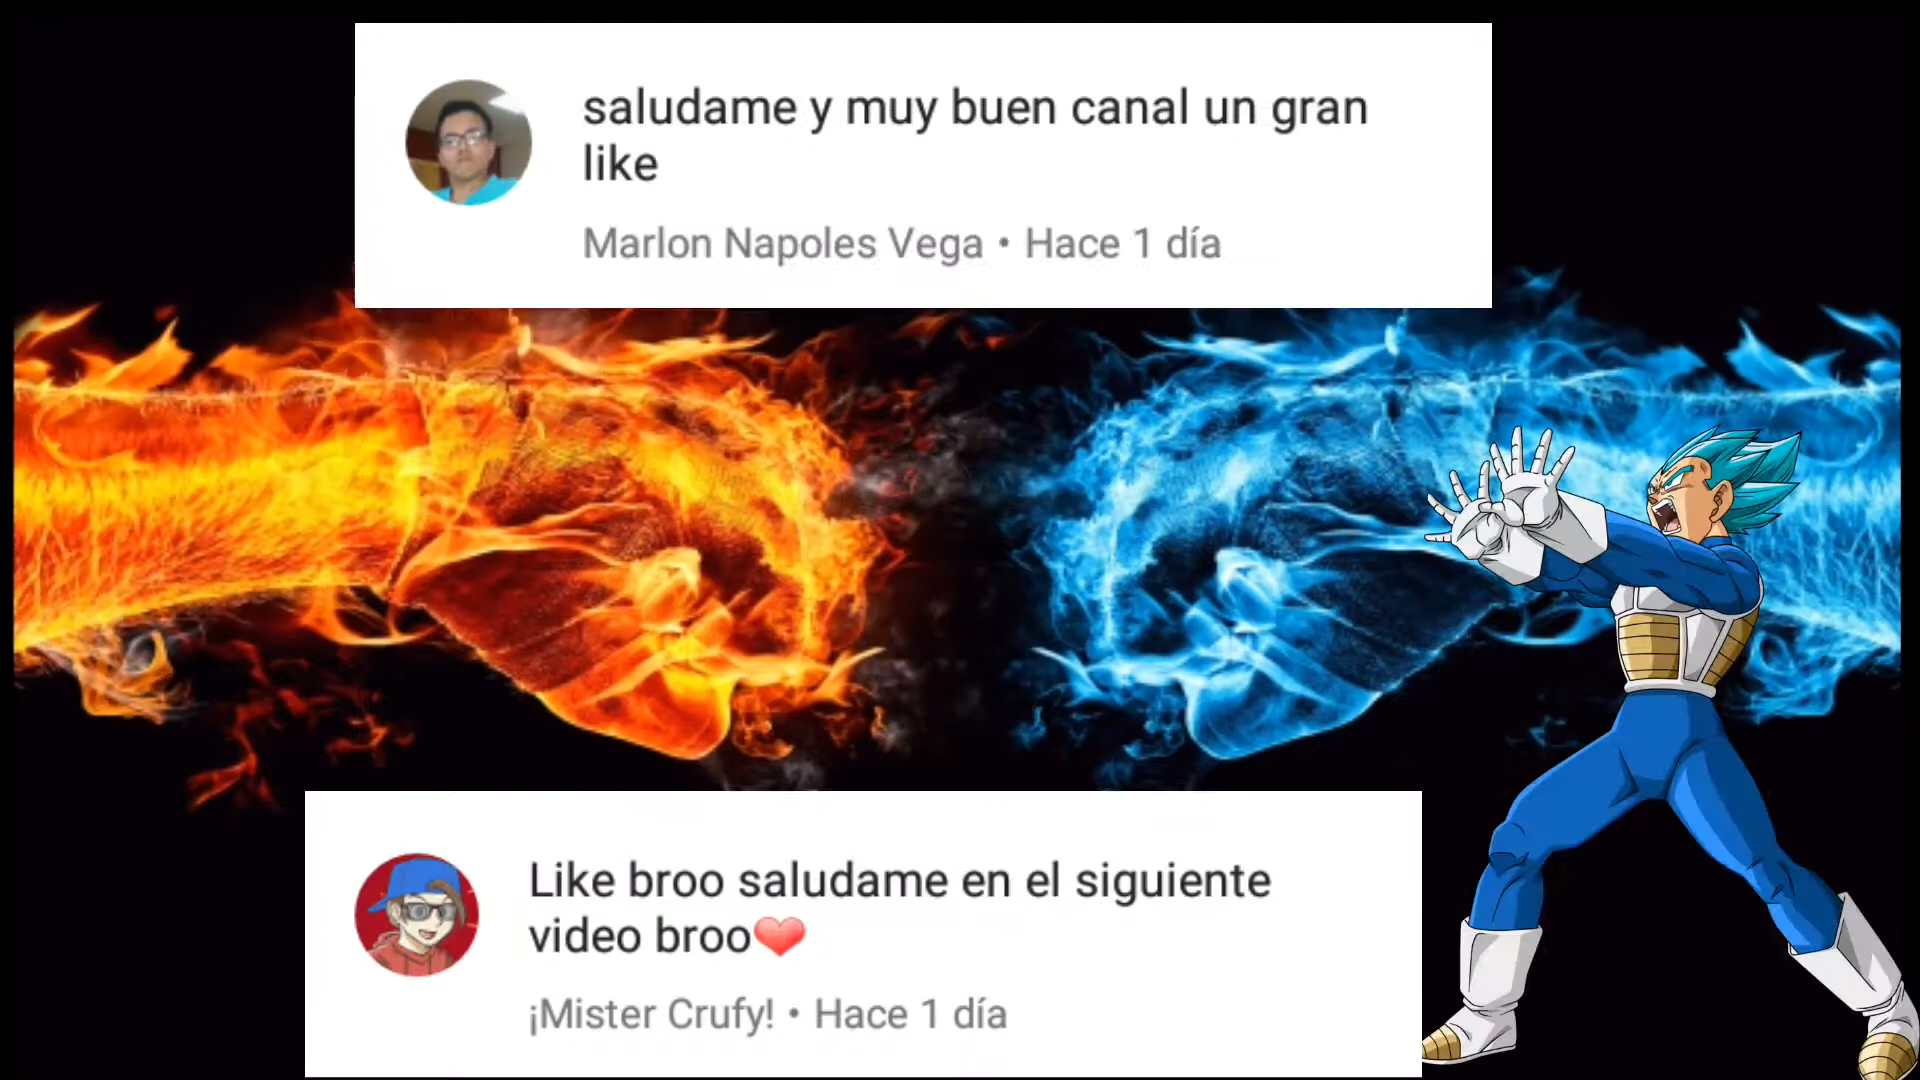 saludame y muy buen canal un gran
like
Marlon Napoles Vega • Hace 1 día
Like broo saludame en el siguiente
video broo❤
¡Mister Crufy! • Hace 1 día